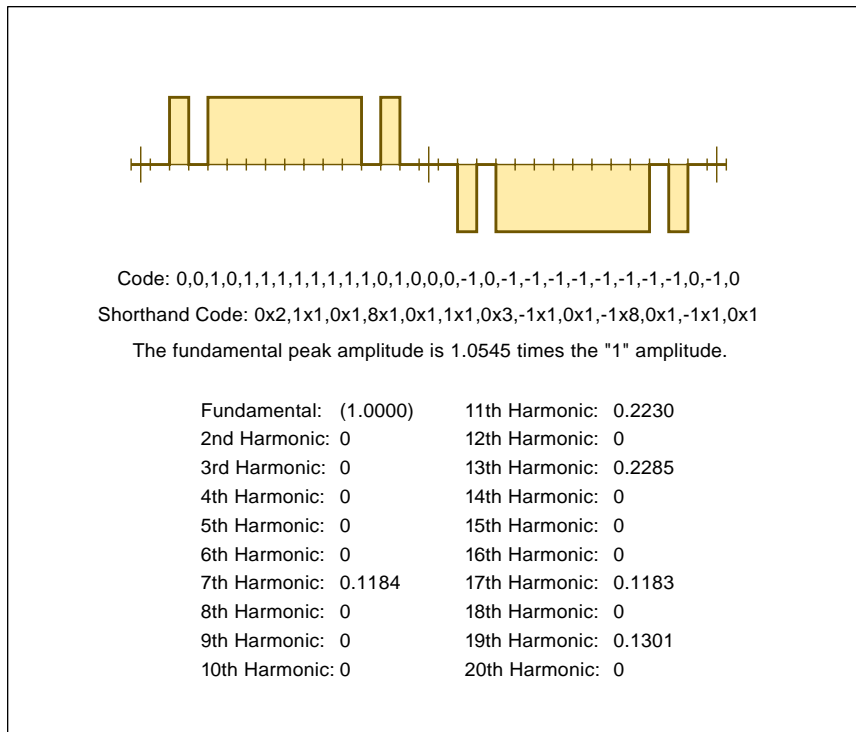 Code: 0,0,1,0,1,1,1,1,1,1,1,1,0,1,0,0,0,-1,0,-1,-1,-1,-1,-1,-1,-1,-1,0,-1,0
Shorthand Code: 0x2,1x1,0x1,8x1,0x1,1x1,0x3,-1x1,0x1,-1x8,0x1,-1x1,0x1
The fundamental peak amplitude is 1.0545 times the "1" amplitude.
Fundamental: (1.0000)
2nd Harmonic: 0
3rd Harmonic: 0
4th Harmonic: 0
5th Harmonic: 0
6th Harmonic: 0
7th Harmonic: 0.1184
8th Harmonic: 0
9th Harmonic: 0
10th Harmonic: 0
11th Harmonic: 0.2230
12th Harmonic: 0
13th Harmonic: 0.2285
14th Harmonic: 0
15th Harmonic: 0
16th Harmonic: 0
17th Harmonic: 0.1183
18th Harmonic: 0
19th Harmonic: 0.1301
20th Harmonic: 0